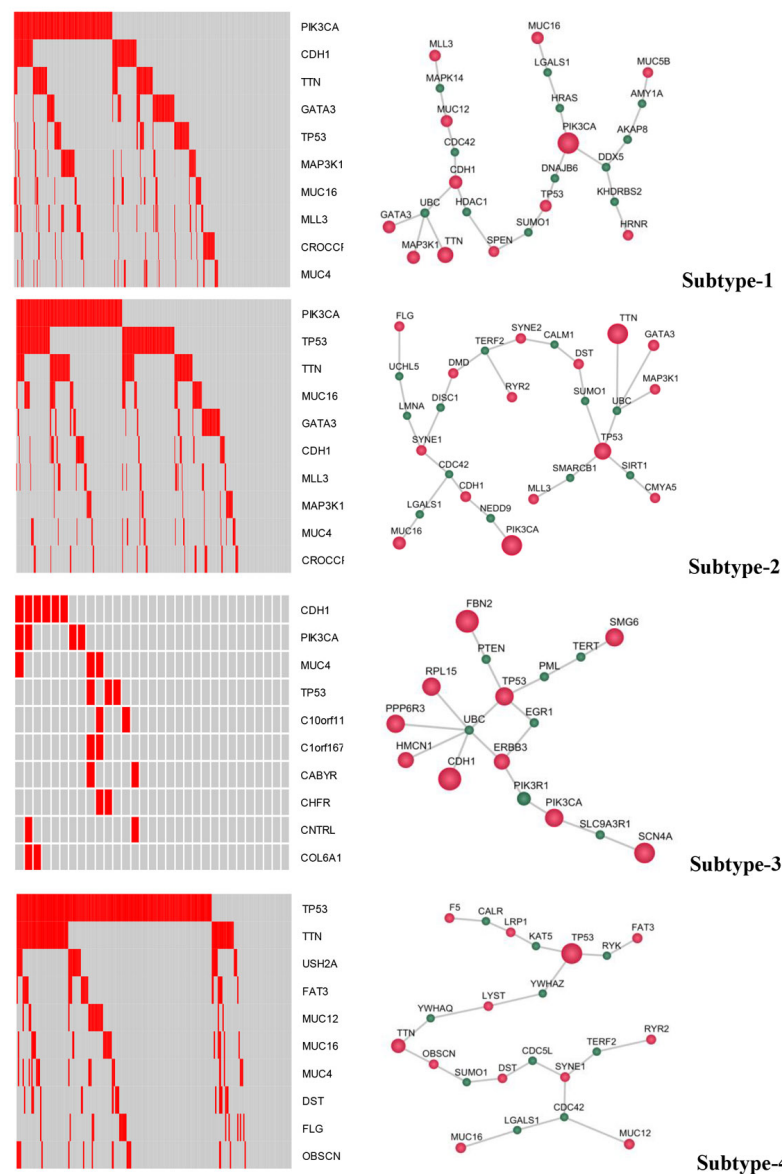 PIK3CA
CDH1
TTN
GATA3
TP53
MAP3K1
MUC16
MLL3
CROCCF
MUC4
MUC16
MLL3
LGALS1
MUC5B
MAPK14
AMY1A
HRAS
MUC12
PIK3CA
AKAP8
CDC42
DNAJB6
DDX5
CDH1
TP53
KHDRBS2
UBC
HDAC1
GATA3
SUMO1
HRNR
MAP3K1
TTN
SPEN
Subtype-1
PIK3CA
TP53
TTN
MUC16
GATA3
CDH1
MLL3
MAP3K1
MUC4
CROCCF
FLG
TTN
SYNE2
TERF2
CALM1
GATA3
UCHL5
DMD
DST
MAP3K1
RYR2
LMNA
DISC1
SUMO1
UBC
SYNE1
TP53
CDC42
SMARCB1
SIRT1
LGALS1
CDH1
MLL3
CMYA5
NEDD9
MUC16
PIK3CA
Subtype-2
CDH1
PIK3CA
MUC4
TP53
C10orf11
C1orf167
CABYR
CHFR
CNTRL
COL6A1
FBN2
SMG6
PTEN
TERT
PML
RPL15
TP53
PPP6R3
UBC
EGR1
HMCN1
ERBB3
CDH1
PIK3R1
PIK3CA
SLC9A3R1
SCN4A
Subtype-3
TP53
TTN
USH2A
FAT3
MUC12
MUC16
MUC4
DST
FLG
OBSCN
F5
CALR
LRP1
TP53
FAT3
KAT5
RYK
YWHAZ
LYST
YWHAQ
TTN
RYR2
OBSCN
CDC5L
TERF2
SUMO1
DST
SYNE1
CDC42
LGALS1
MUC16
MUC12